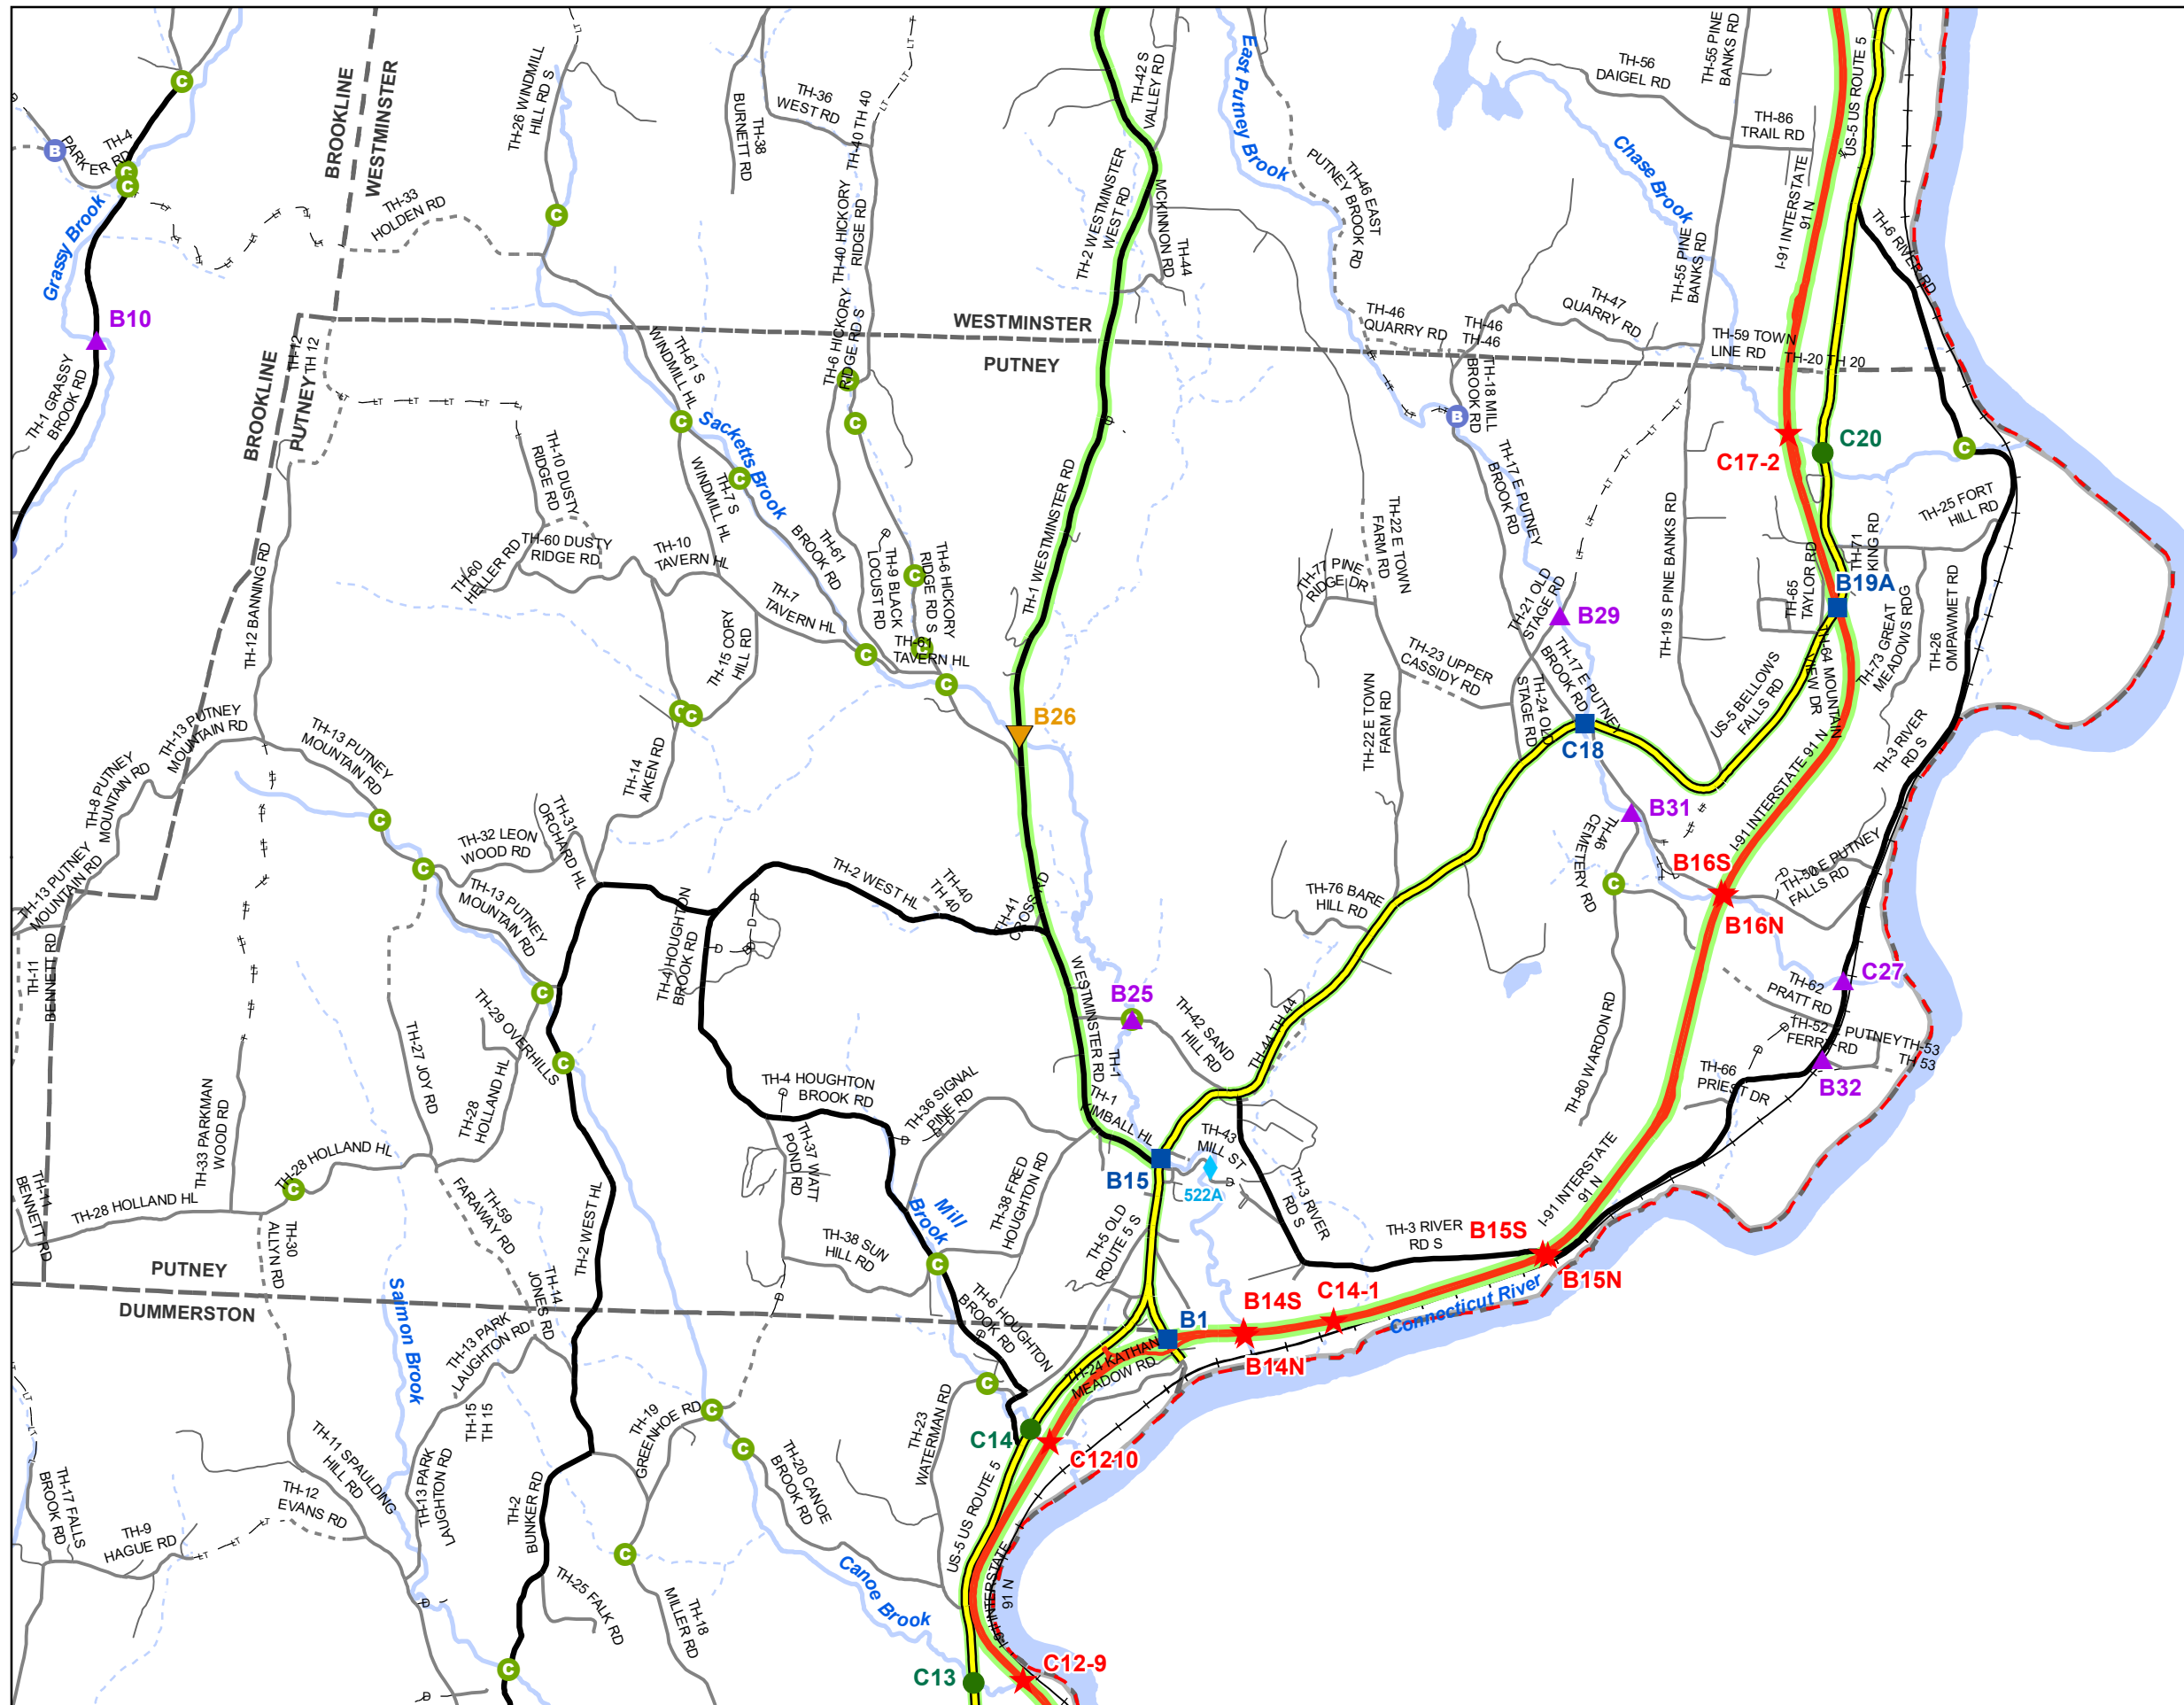 BROOKLINE
WESTMINSTER
TH-26 WINDMILL
HILL RD S
TH-36
WEST RD
TH-38
BURNETT RD
TH-40 TH 40
TH-42 S
VALLEY RD
East Putney Brook
TH-56
DAIGEL RD
TH-55 PINE
BANKS RD
TH-86
TRAIL RD
US-5 US ROUTE 5
TH-4
PARKER RD
B
C
Grassy Brook
TH-33
HOLDEN RD
TH-40 HICKORY
RIDGE RD
TH-2 WESTMINSTER
WEST RD
MCKINNON RD
TH-44
TH-46 EAST
PUTNEY BROOK RD
Chase Brook
I-91 INTERSTATE
91 N
TH-55 PINE
BANKS RD
TH-6 RIVER RD
B10
TH-1 GRASSY
BROOK RD
BROOKLINE
PUTNEY
TH-12
TH 12
TH-61 S
WINDMILL HL
TH-6 HICKORY
RIDGE RD S
WESTMINSTER
PUTNEY
TH-46
QUARRY RD
TH-46
TH-46
TH-47
QUARRY RD
TH-59 TOWN
LINE RD
TH-20 TH 20
TH-18 MILL
BROOK RD
B
C17-2
C20
Sacketts Brook
TH-10 DUSTY
RIDGE RD
TH-7 S
WINDMILL HL
TH-61
BROOK RD
TH-1 WESTMINSTER RD
TH-17 E PUTNEY
BROOK RD
TH-22 E TOWN
FARM RD
TH-19 S PINE BANKS RD
TH-25 FORT
HILL RD
TH-71
KING RD
TH-65
TAYLOR RD
B19A
TH-60 DUSTY
RIDGE RD
TH-60
HELLER RD
TH-10
TAVERN HL
TH-9 BLACK
LOCUST RD
TH-6 HICKORY
RIDGE RD S
TH-77 PINE
RIDGE DR
TH-21 OLD
STAGE RD
B29
TH-12 BANNING RD
TH-7
TAVERN HL
TH-61
TAVERN HL
TH-15 CORY
HILL RD
TH-23 UPPER
CASSIDY RD
TH-17 E PUTNEY
BROOK RD
TH-24 OLD
STAGE RD
US-5 BELLOWS
FALLS RD
TH-64 MOUNTAIN
VIEW DR
TH-73 GREAT
MEADOWS RDG
TH-26
OMPAWMET RD
B26
C18
TH-13 PUTNEY
MOUNTAIN RD
TH-13 PUTNEY
MOUNTAIN RD
TH-8 PUTNEY
MOUNTAIN RD
TH-14
AIKEN RD
TH-22 E TOWN
FARM RD
I-91 INTERSTATE 91 N
TH-3 RIVER
RD S
B31
TH-13 PUTNEY
MOUNTAIN RD
TH-32 LEON
WOOD RD
TH-31
ORCHARD HL
TH-46
CEMETERY RD
B16S
TH-50 E PUTNEY
FALLS RD
TH-13 PUTNEY
MOUNTAIN RD
TH-2 WEST HL
TH-40
TH 40
TH-41
CROSS RD
TH-76 BARE
HILL RD
B16N
TH-11
BENNETT RD
TH-4 HOUGHTON
BROOK RD
B25
C27
TH-62
PRATT RD
TH-29 OVERHILLS
WESTMINSTER RD
TH-1
TH-42 SAND
HILL RD
TH-44 TH 44
TH-52 E PUTNEY
FERRY RD
TH-53
TH 53
B32
TH-27 JOY RD
TH-28
HOLLAND HL
TH-4 HOUGHTON
BROOK RD
TH-36 SIGNAL
PINE RD
TH-80 WARDON RD
TH-66
PRIEST DR
TH-33 PARKMAN
WOOD RD
TH-1
KIMBALL HL
TH-43
MILL ST
TH-28 HOLLAND HL
TH-37 WATT
POND RD
B15
522A
TH-11
BENNETT RD
TH-28 HOLLAND HL
TH-59
FARAWAY RD
TH-2 WEST HL
Mill
Brook
TH-38 FRED
HOUGHTON RD
TH-5 OLD
ROUTE 5 S
TH-3 RIVER
RD S
TH-3 RIVER
RD S
B15S
I-91 INTERSTATE
91 N
B15N
TH-30
ALLYN RD
TH-38 SUN
HILL RD
PUTNEY
DUMMERSTON
Salmon Brook
TH-14
JONES RD
TH-6 HOUGHTON
BROOK RD
B1
B14S
C14-1
B14N
Connecticut River
TH-13 PARK
LAUGHTON RD
TH-24 KATHAN
MEADOW RD
TH-15
TH 15
TH-19
GREENHOE RD
TH-23
WATERMAN RD
C14
C1210
TH-11 SPAULDING
HILL RD
TH-13 PARK
LAUGHTON RD
TH-20 CANOE
BROOK RD
TH-17 FALLS
BROOK RD
TH-12
EVANS RD
TH-2
BUNKER RD
US-5 US ROUTE 5
TH-9
HAGUE RD
TH-25 FALK RD
TH-18
MILLER RD
Canoe Brook
I-91 INTERSTATE
91 N
C13
C12-9